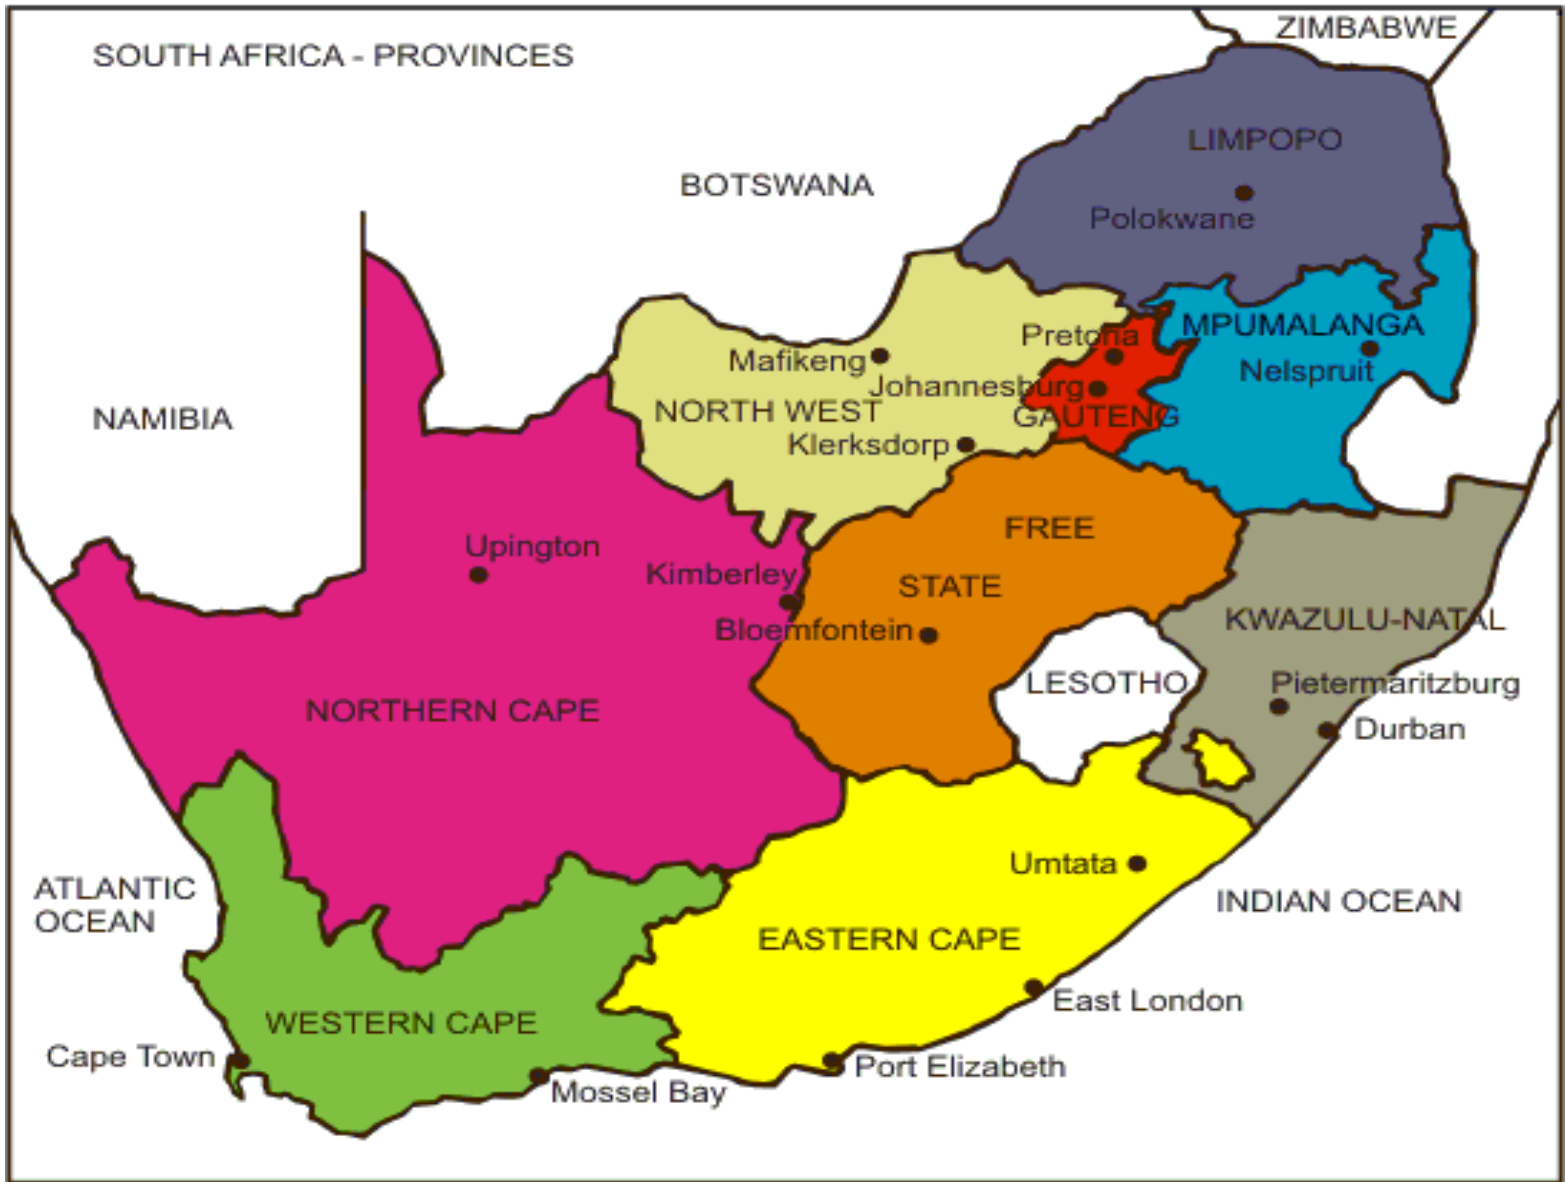 ZIMBABWE
SOUTH AFRICA - PROVINCES
LIMPOPO
BOTSWANA
Polokwane
MPUMALANGA
Pretoria
Mafikeng
Nelspruit
Johannesburg
NORTH WEST
GAUTENG
NAMIBIA
Klerksdorp
FREE
Upington
Kimberley
STATE
KWAZULU-NATAL
Bloemfontein
LESOTHO
Pietermaritzburg
NORTHERN CAPE
Durban
Umtata
ATLANTIC
OCEAN
INDIAN OCEAN
EASTERN CAPE
East London
WESTERN CAPE
Cape Town
Port Elizabeth
Mossel Bay